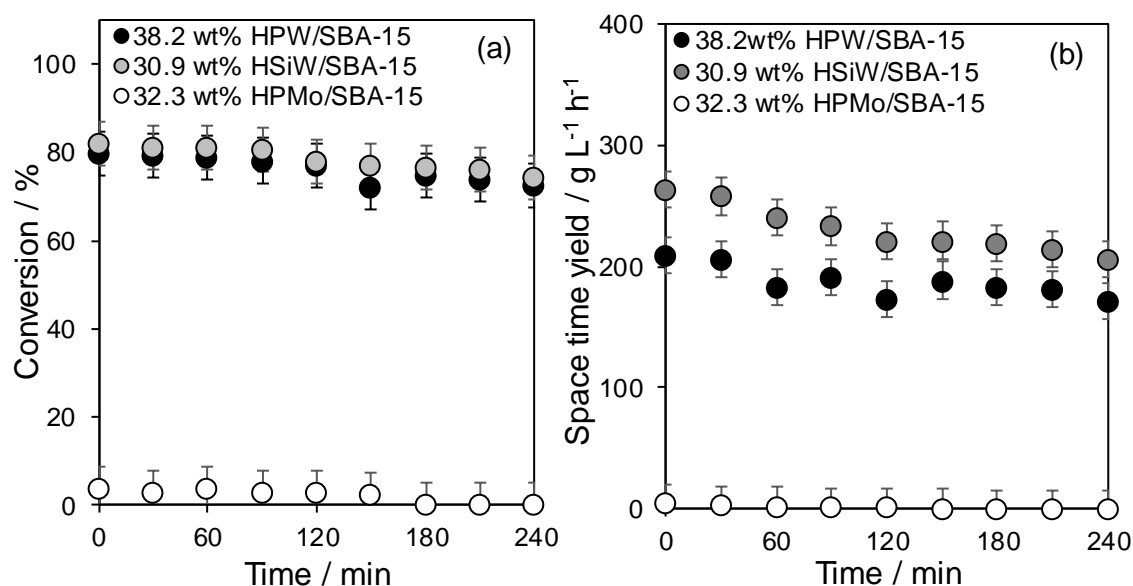 38.2 wt% HPW/SBA-15
30.9 wt% HSiW/SBA-15
32.3 wt% HPMo/SBA-15
(a)
100
80
60
40
20
0
Conversion / %
0 60 120 180 240
Time / min
38.2wt% HPW/SBA-15
30.9 wt% HSiW/SBA-15
32.3 wt% HPMo/SBA-15
(b)
400
300
200
100
0
Space time yield / g L-1 h-1
0 60 120 180 240
Time / min